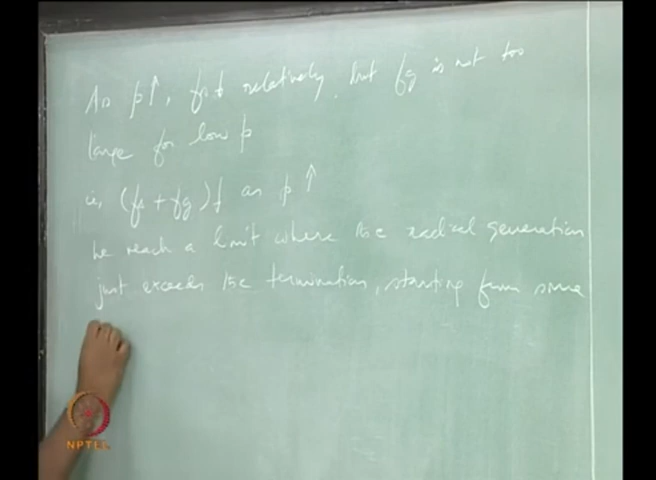 As p↑, fs↓ relatively, but fg is not too
large for low p
i.e, (fs + fg)↓ as p ↑
we reach a limit where the radical generation
just exceeds the termination, starting from some
NPTEL